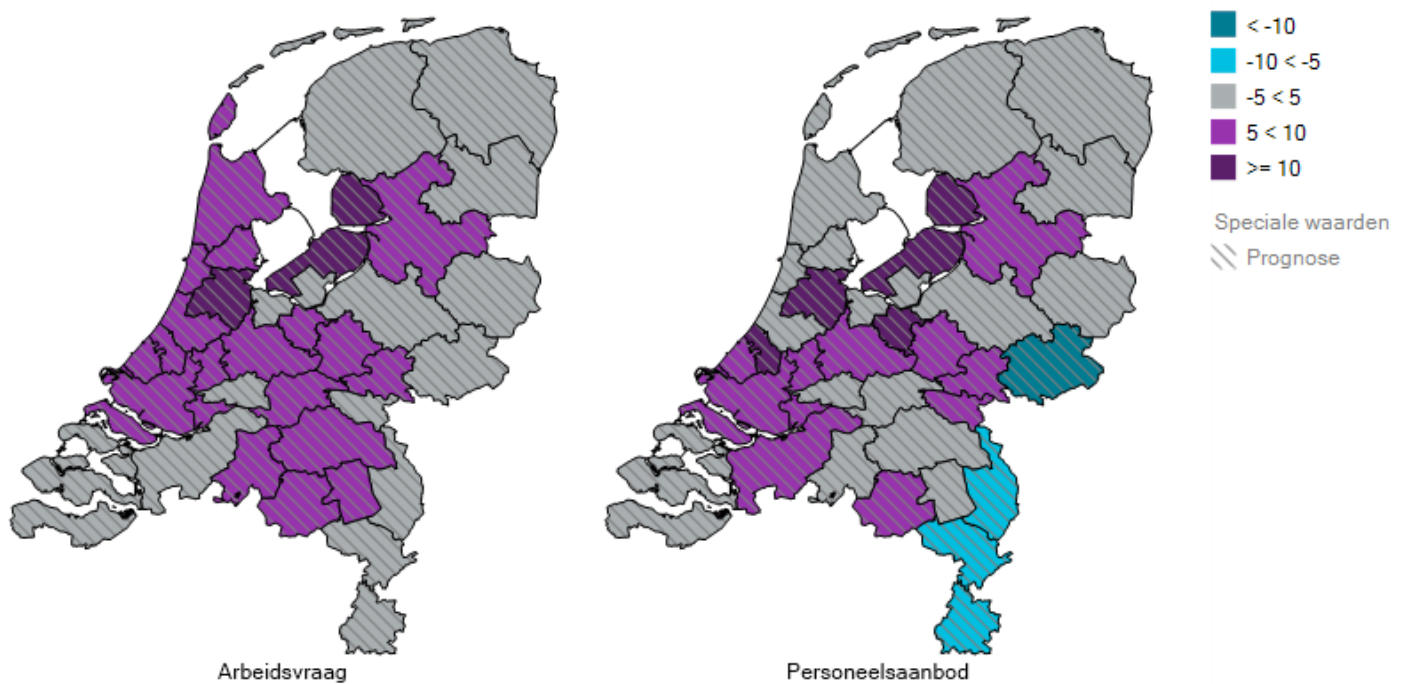 < -10
-10 < -5
-5 < 5
5 < 10
>= 10
Speciale waarden
Prognose
Arbeidsvraag
Personeelsaanbod